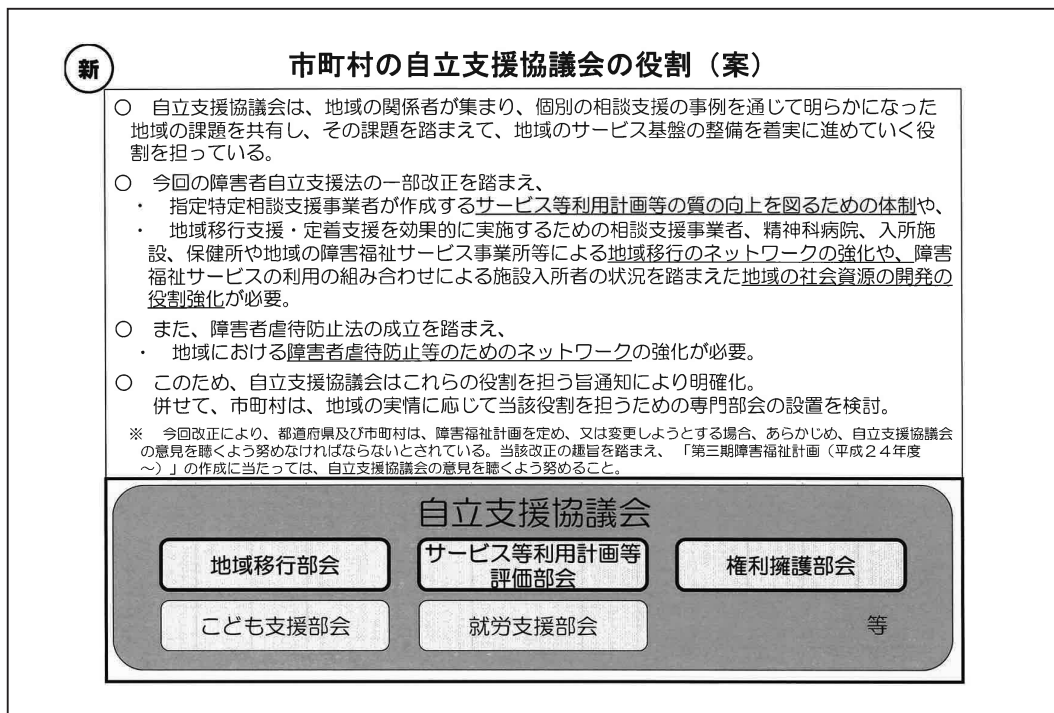 新
市町村の自立支援協議会の役割（案）
○　自立支援協議会は、地域の関係者が集まり、個別の相談支援の事例を通じて明らかになった
地域の課題を共有し、その課題を踏まえて、地域のサービス基盤の整備を着実に進めていく役
割を担っている。
○　今回の障害者自立支援法の一部改正を踏まえ、
・　指定特定相談支援事業者が作成するサービス等利用計画等の質の向上を図るための体制や、
・　地域移行支援・定着支援を効果的に実施するための相談支援事業者、精神科病院、入所施
設、保健所や地域の障害福祉サービス事業所等による地域移行のネットワークの強化や、障害
福祉サービスの利用の組み合わせによる施設入所者の状況を踏まえた地域の社会資源の開発の
役割強化が必要。
○　また、障害者虐待防止法の成立を踏まえ、
・　地域における障害者虐待防止等のためのネットワークの強化が必要。
○　このため、自立支援協議会はこれらの役割を担う旨通知により明確化。
併せて、市町村は、地域の実情に応じて当該役割を担うための専門部会の設置を検討。
※　今回改正により、都道府県及び市町村は、障害福祉計画を定め、又は変更しようとする場合、あらかじめ、自立支援協議会
の意見を聴くよう努めなければならないとされている。当該改正の趣旨を踏まえ、「第三期障害福祉計画（平成２４年度
～）」の作成に当たっては、自立支援協議会の意見を聴くよう努めること。
自立支援協議会
地域移行部会
サービス等利用計画等
評価部会
権利擁護部会
こども支援部会
就労支援部会
等